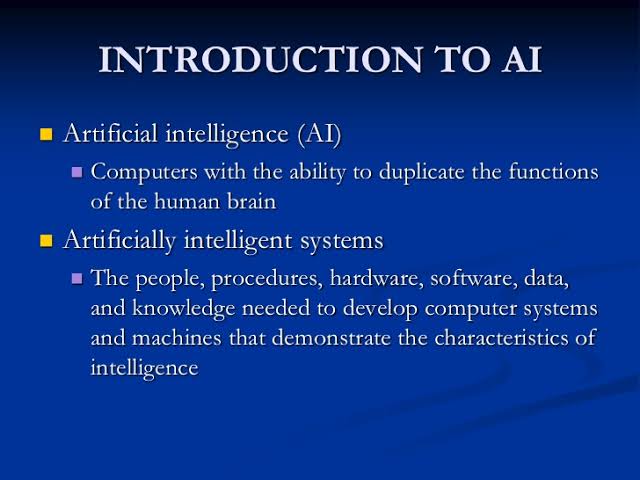 INTRODUCTION TO AI
Artificial intelligence (AI)
Computers with the ability to duplicate the functions
of the human brain
Artificially intelligent systems
The people, procedures, hardware, software, data,
and knowledge needed to develop computer systems
and machines that demonstrate the characteristics of
intelligence